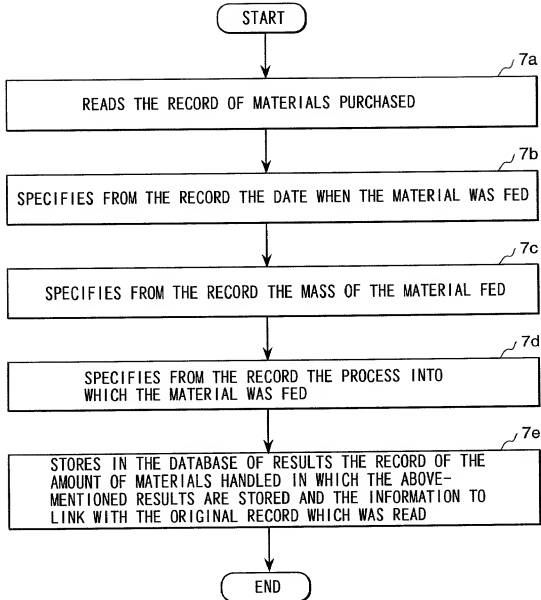 START
7a
READS THE RECORD OF MATERIALS PURCHASED
7b
SPECIFIES FROM THE RECORD THE DATE WHEN THE MATERIAL WAS FED
7c
SPECIFIES FROM THE RECORD THE MASS OF THE MATERIAL FED
7d
SPECIFIES FROM THE RECORD THE PROCESS INTO
WHICH THE MATERIAL WAS FED
7e
STORES IN THE DATABASE OF RESULTS THE RECORD OF THE
AMOUNT OF MATERIALS HANDLED IN WHICH THE ABOVE-
MENTIONED RESULTS ARE STORED AND THE INFORMATION TO
LINK WITH THE ORIGINAL RECORD WHICH WAS READ
END